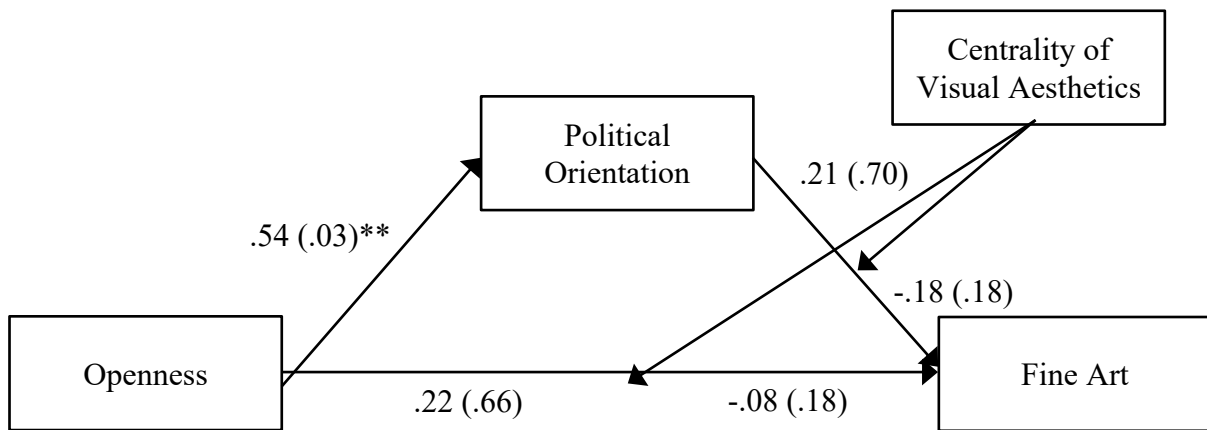 Centrality of
Visual Aesthetics
Political
Orientation
.21 (.70)
.54 (.03)**
-.18 (.18)
Openness
Fine Art
.22 (.66)
-.08 (.18)